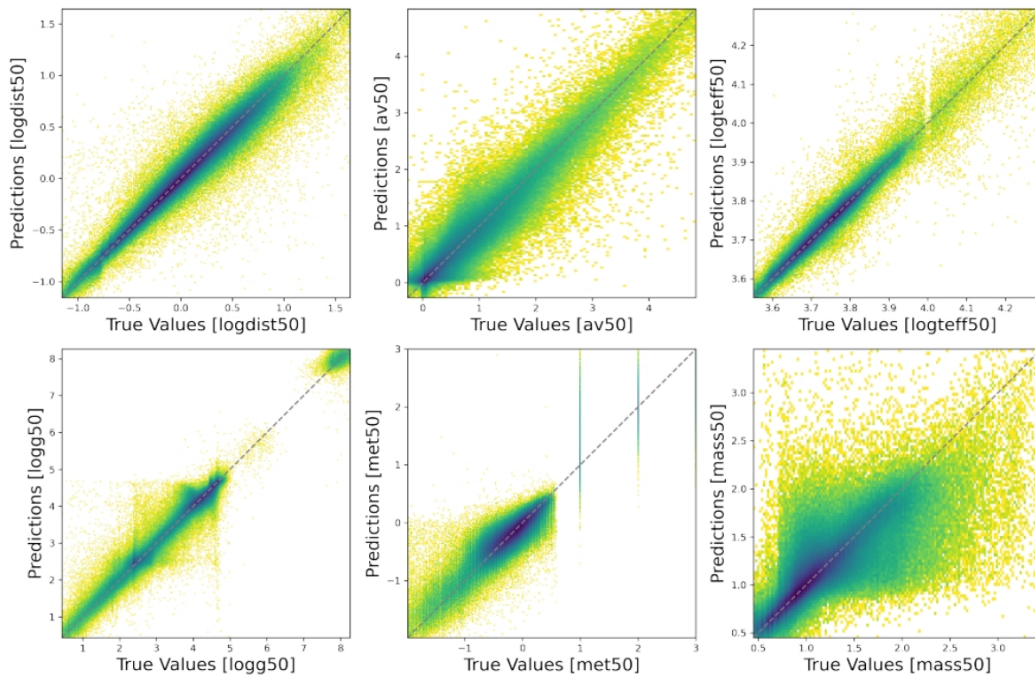 1.5
1.0
0.5
0.0
−0.5
−1.0
Predictions [logdist50]
−1.0 −0.5 0.0 0.5 1.0 1.5
True Values [logdist50]
4
3
2
1
0
Predictions [av50]
0 1 2 3 4
True Values [av50]
4.2
4.1
4.0
3.9
3.8
3.7
3.6
Predictions [logteff50]
3.6 3.7 3.8 3.9 4.0 4.1 4.2
True Values [logteff50]
8
7
6
5
4
3
2
1
Predictions [logg50]
1 2 3 4 5 6 7 8
True Values [logg50]
3
2
1
0
−1
Predictions [met50]
−1 0 1 2 3
True Values [met50]
3.0
2.5
2.0
1.5
1.0
0.5
Predictions [mass50]
0.5 1.0 1.5 2.0 2.5 3.0
True Values [mass50]